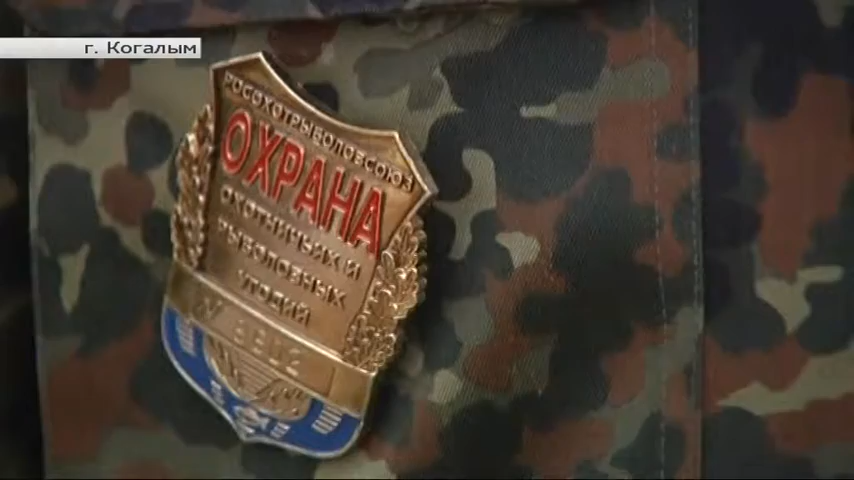 г. Когалым
РОСОХОТРЫБОЛОВСОЮЗ
ОХРАНА
ОХОТНИЧЬИХ И
РЫБОЛОВНЫХ
УГОДИЙ